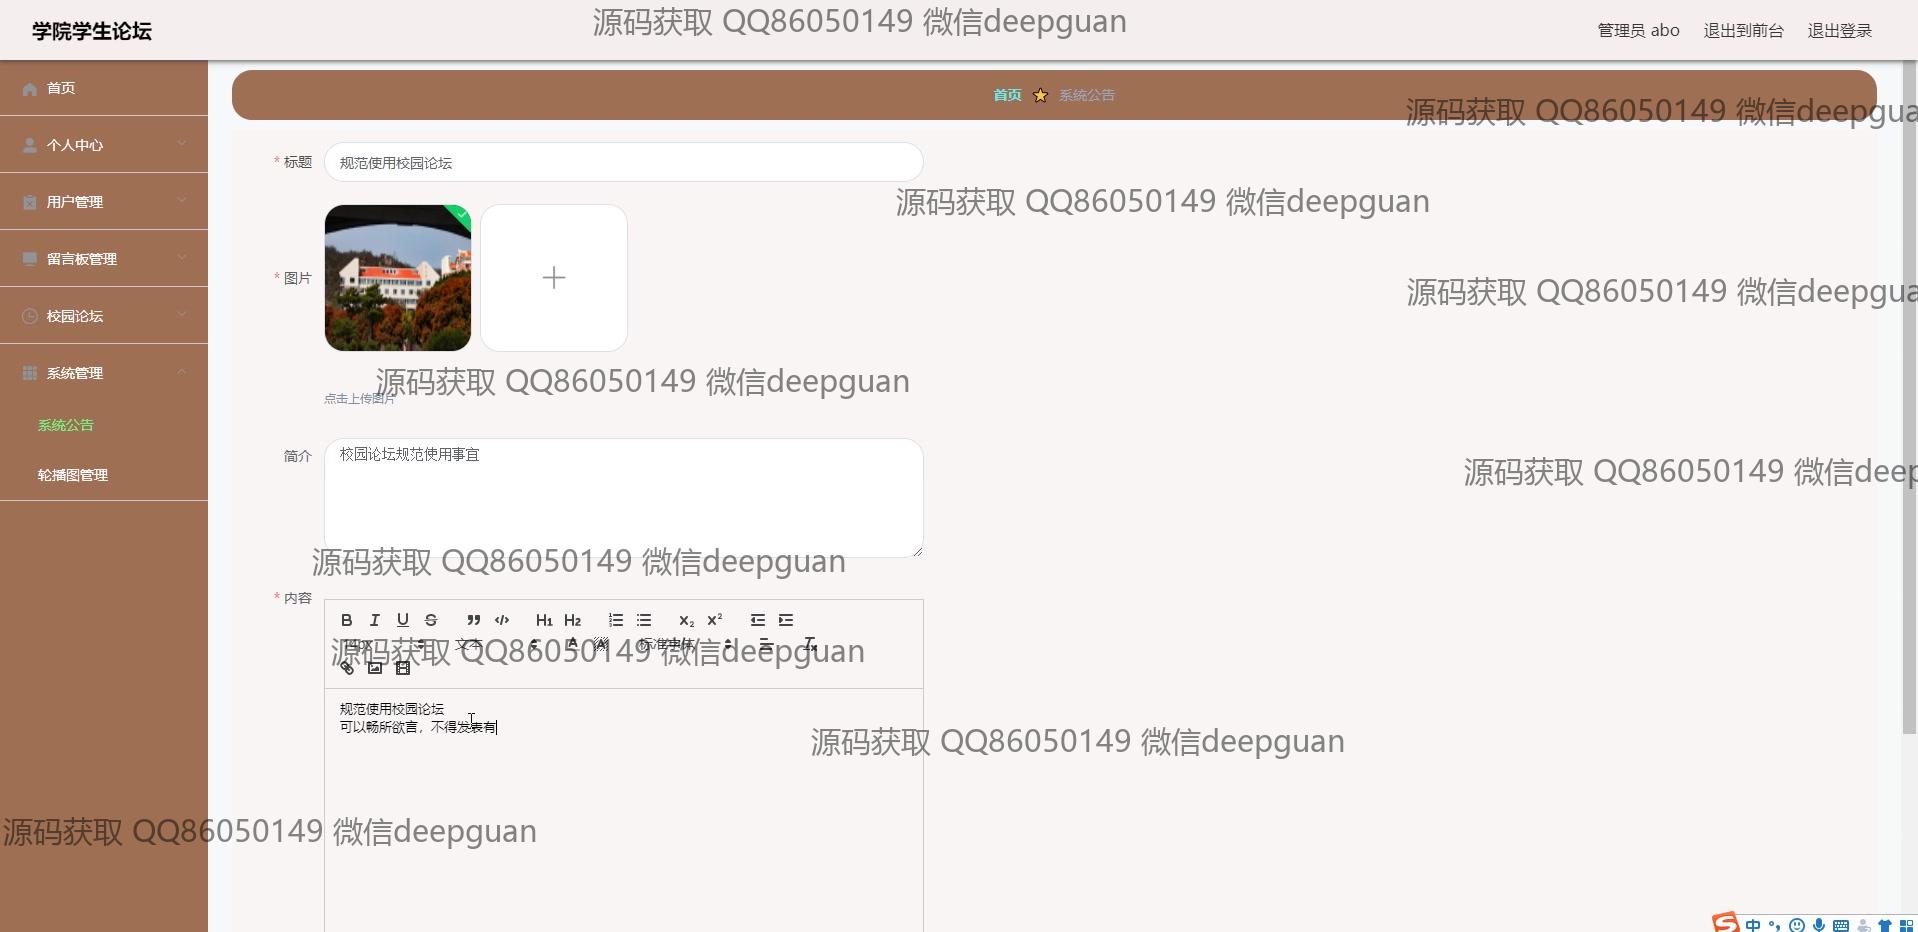 学院学生论坛
源码获取 QQ86050149 微信deepguan
管理员 abo
退出到前台
退出登录
首页
个人中心
用户管理
留言板管理
校园论坛
系统管理
系统公告
轮播图管理
首页
系统公告
源码获取 QQ86050149 微信deepgua
* 标题
规范使用校园论坛
源码获取 QQ86050149 微信deepguan
* 图片
源码获取 QQ86050149 微信deepgua
源码获取 QQ86050149 微信deepguan
点击上传图片
简介
校园论坛规范使用事宜
源码获取 QQ86050149 微信deep
源码获取 QQ86050149 微信deepguan
* 内容
B I U S H1 H2 X2 X2
14px 文本 标准字体
源码获取 QQ86050149 微信deepguan
规范使用校园论坛
可以畅所欲言，不得发表有
源码获取 QQ86050149 微信deepguan
源码获取 QQ86050149 微信deepguan
中